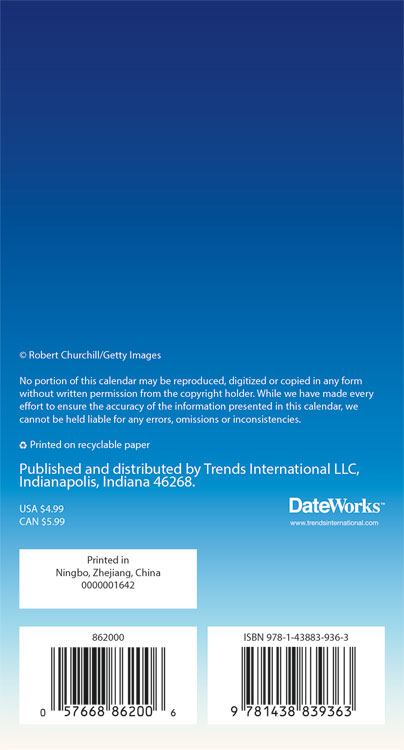 © Robert Churchill/Getty Images
No portion of this calendar may be reproduced, digitized or copied in any form
without written permission from the copyright holder. While we have made every
effort to ensure the accuracy of the information presented in this calendar, we
cannot be held liable for any errors, omissions or inconsistencies.
♻ Printed on recyclable paper
Published and distributed by Trends International LLC,
Indianapolis, Indiana 46268.
USA $4.99
CAN $5.99
DateWorks™
www.trendsinternational.com
Printed in
Ningbo, Zhejiang, China
0000001642
862000
0 57668 86200 6
ISBN 978-1-43883-936-3
9 781438 839363